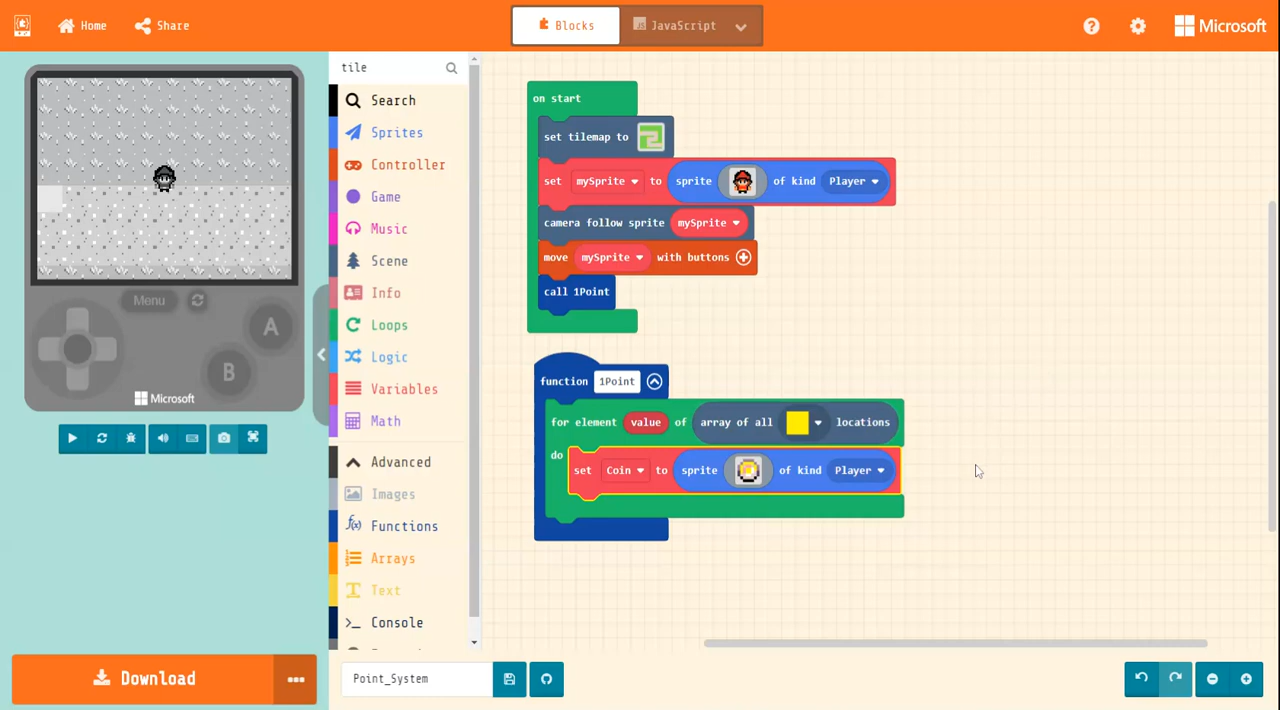 Home
Share
Blocks
JavaScript
Microsoft
Menu
A
B
Microsoft
Download
tile
Search
Sprites
Controller
Game
Music
Scene
Info
Loops
Logic
Variables
Math
Advanced
Images
Functions
Arrays
Text
Console
on start
set tilemap to
set mySprite to sprite of kind Player
camera follow sprite mySprite
move mySprite with buttons
call 1Point
function 1Point
for element value of array of all locations
do set Coin to sprite of kind Player
Point_System